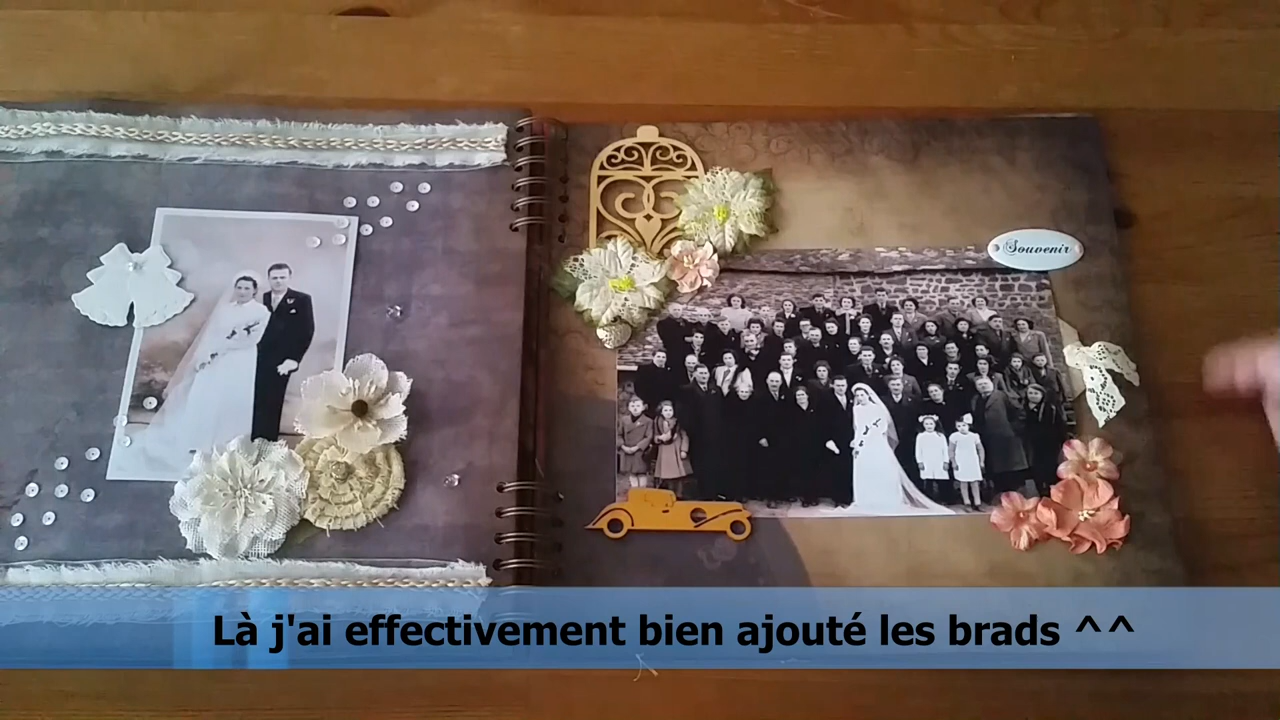 Souvenir
Là j'ai effectivement bien ajouté les brads ^^